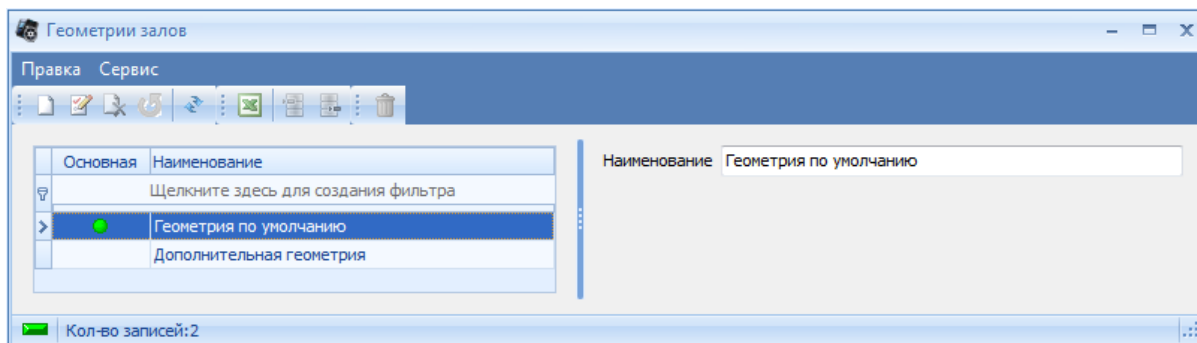 Геометрии залов
Правка Сервис
Основная Наименование
Щелкните здесь для создания фильтра
Геометрия по умолчанию
Дополнительная геометрия
Наименование Геометрия по умолчанию
Кол-во записей:2